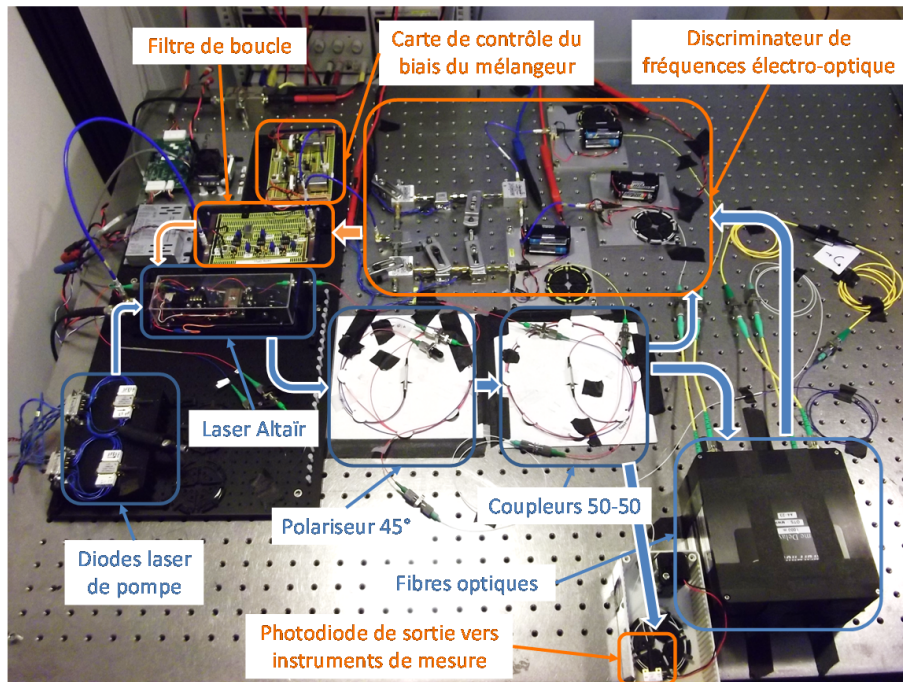 Filtre de boucle
Carte de contrôle du
biais du mélangeur
Discriminateur de
fréquences électro-optique
Laser Altaïr
Polariseur 45°
Coupleurs 50-50
Diodes laser
de pompe
Fibres optiques
Photodiode de sortie vers
instruments de mesure